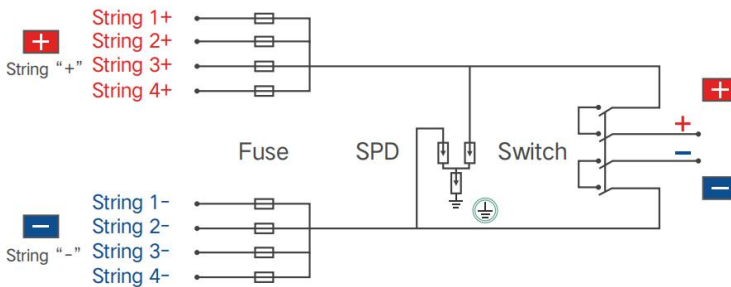 String 1+
String 2+
+ String 3+
String “+” String 4+
+
+
Fuse SPD Switch
−
−
String 1−
String 2−
− String 3−
String “-” String 4−